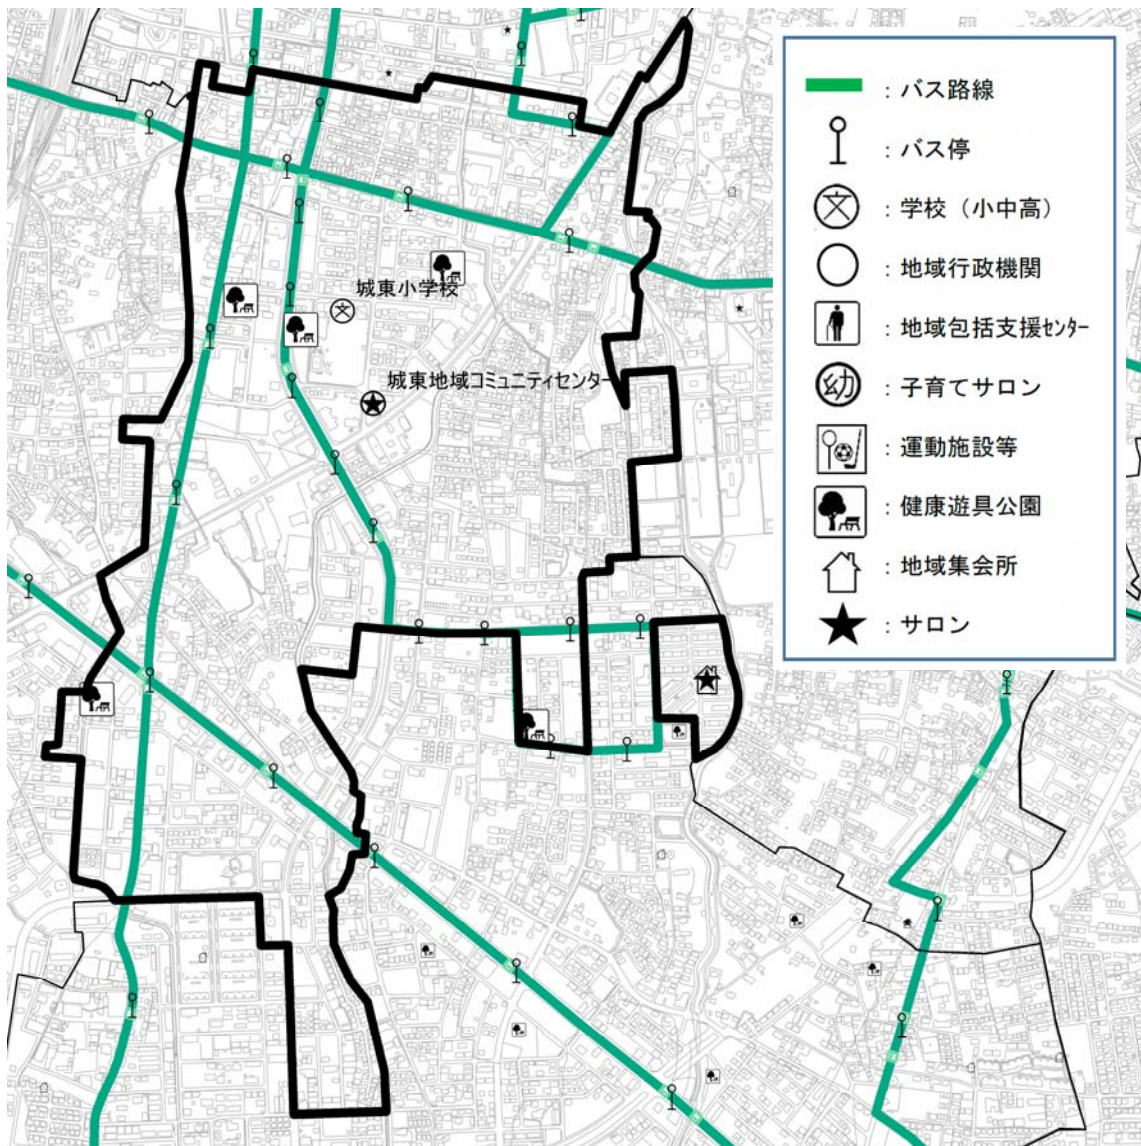 ：バス路線
：バス停
文
：学校（小中高）
：地域行政機関
：地域包括支援ｾﾝﾀｰ
幼
：子育てサロン
：運動施設等
：健康遊具公園
：地域集会所
：サロン
城東小学校
文
城東地域コミュニティセンター